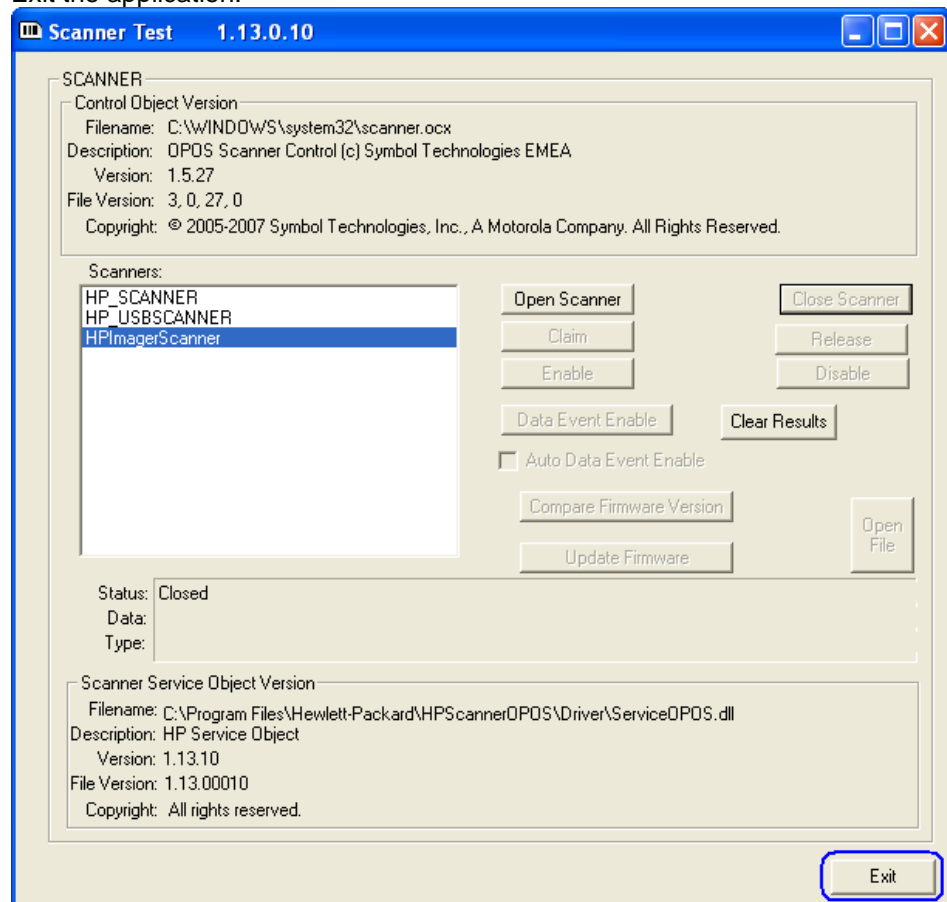 Exit the application.
Scanner Test 1.13.0.10
SCANNER
Control Object Version
Filename: C:\WINDOWS\system32\scanner.ocx
Description: OPOS Scanner Control (c) Symbol Technologies EMEA
Version: 1.5.27
File Version: 3, 0, 27, 0
Copyright: © 2005-2007 Symbol Technologies, Inc., A Motorola Company. All Rights Reserved.
Scanners:
HP_SCANNER
HP_USBSCANNER
HPImagerScanner
Open Scanner
Close Scanner
Claim
Release
Enable
Disable
Data Event Enable
Clear Results
Auto Data Event Enable
Compare Firmware Version
Open
File
Update Firmware
Status: Closed
Data:
Type:
Scanner Service Object Version
Filename: C:\Program Files\Hewlett-Packard\HPScannerOPOS\Driver\ServiceOPOS.dll
Description: HP Service Object
Version: 1.13.10
File Version: 1.13.00010
Copyright: All rights reserved.
Exit